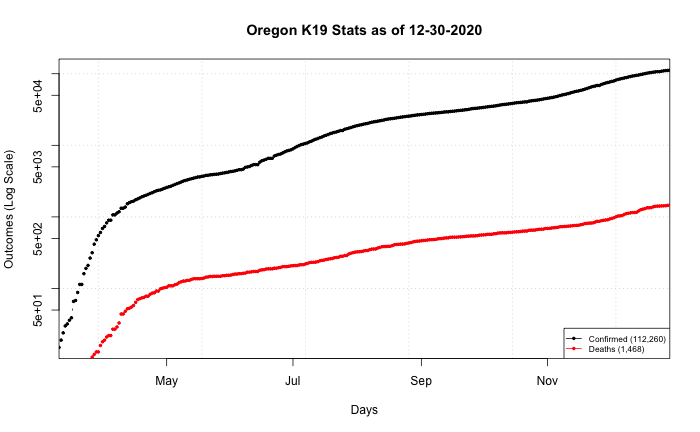 Oregon K19 Stats as of 12-30-2020
Outcomes (Log Scale)
5e+04
5e+03
5e+02
5e+01
Confirmed (112,260)
Deaths (1,468)
May Jul Sep Nov
Days